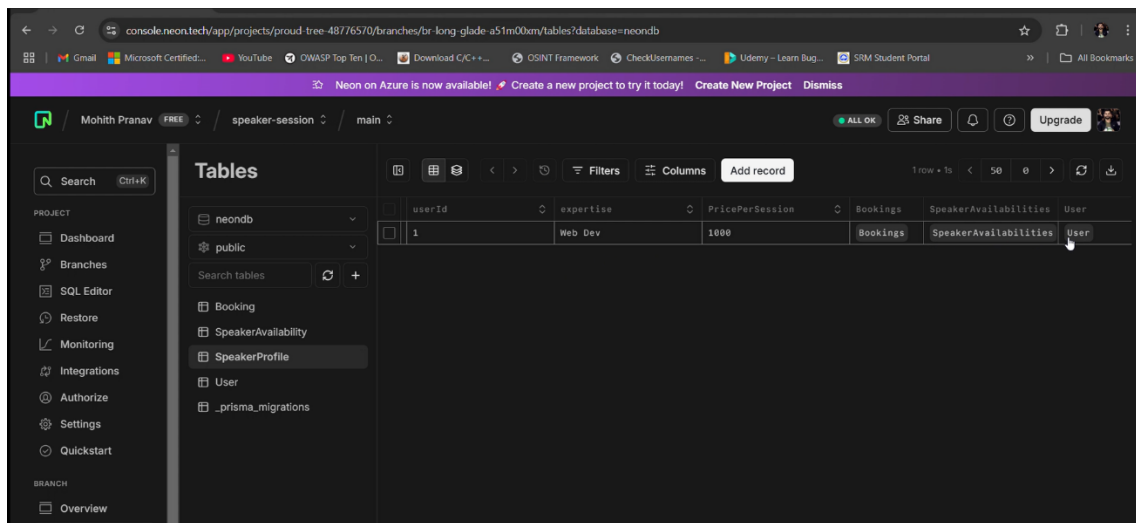 console.neon.tech/app/projects/proud-tree-48776570/branches/br-long-glade-a51m00xm/tables?database=neondb
Gmail Microsoft Certified:... YouTube OWASP Top Ten | O... Download C/C++... OSINT Framework CheckUsernames -... Udemy – Learn Bug... SRM Student Portal » All Bookmarks
Neon on Azure is now available! 🚀 Create a new project to try it today! Create New Project Dismiss
/ Mohith Pranav FREE / speaker-session / main ALL OK Share Upgrade
Search Ctrl+K
Tables
Filters Columns Add record 1 row • 1s 50 0
PROJECT
Dashboard
Branches
SQL Editor
Restore
Monitoring
Integrations
Authorize
Settings
Quickstart
BRANCH
Overview
neondb
public
Search tables
Booking
SpeakerAvailability
SpeakerProfile
User
_prisma_migrations
userId expertise PricePerSession Bookings SpeakerAvailabilities User
1 Web Dev 1000 Bookings SpeakerAvailabilities User